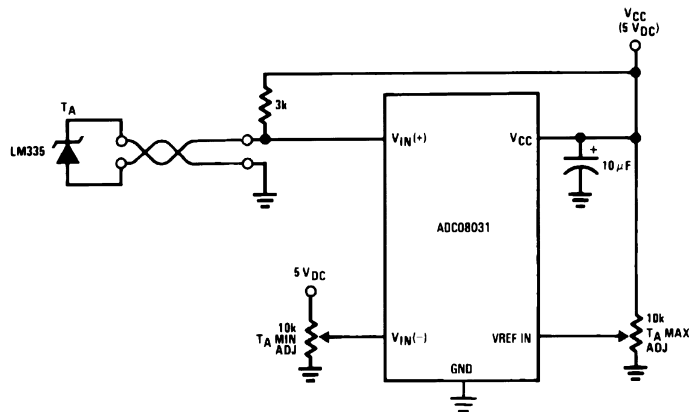 VCC
(5 VDC)
3k
TA
LM335
VIN(+)
VCC
+
10 µF
ADC08031
5 VDC
10k
TA MIN
ADJ
VIN(−)
VREF IN
10k
TA MAX
ADJ
GND